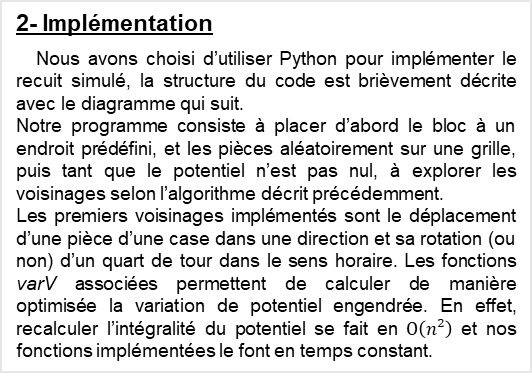 2- Implémentation
Nous avons choisi d’utiliser Python pour implémenter le
recuit simulé, la structure du code est brièvement décrite
avec le diagramme qui suit.
Notre programme consiste à placer d’abord le bloc à un
endroit prédéfini, et les pièces aléatoirement sur une grille,
puis tant que le potentiel n’est pas nul, à explorer les
voisinages selon l’algorithme décrit précédemment.
Les premiers voisinages implémentés sont le déplacement
d’une pièce d’une case dans une direction et sa rotation (ou
non) d’un quart de tour dans le sens horaire. Les fonctions
varV associées permettent de calculer de manière
optimisée la variation de potentiel engendrée. En effet,
recalculer l’intégralité du potentiel se fait en O(n²) et nos
fonctions implémentées le font en temps constant.